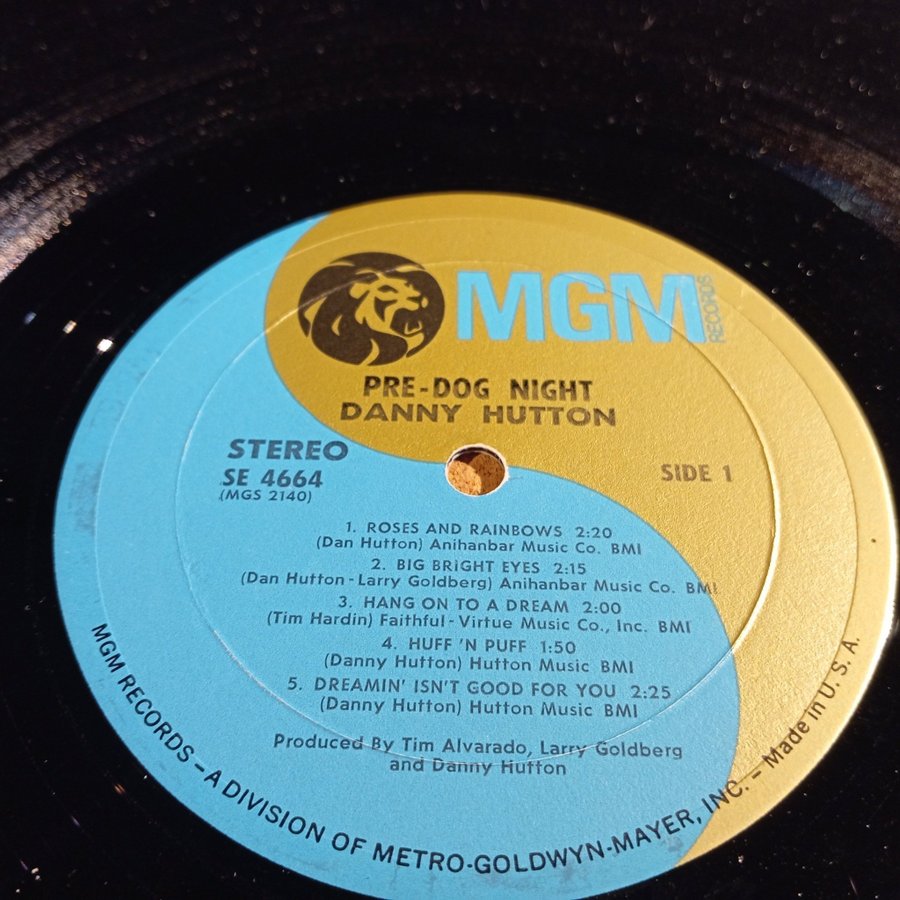 MGM RECORDS
PRE-DOG NIGHT
DANNY HUTTON
STEREO
SE 4664
(MGS 2140)
SIDE 1
1. ROSES AND RAINBOWS 2:20
(Dan Hutton) Anihanbar Music Co. BMI
2. BIG BRIGHT EYES 2:15
(Dan Hutton-Larry Goldberg) Anihanbar Music Co. BMI
3. HANG ON TO A DREAM 2:00
(Tim Hardin) Faithful-Virtue Music Co., Inc. BMI
4. HUFF 'N PUFF 1:50
(Danny Hutton) Hutton Music BMI
5. DREAMIN' ISN'T GOOD FOR YOU 2:25
(Danny Hutton) Hutton Music BMI
Produced By Tim Alvarado, Larry Goldberg
and Danny Hutton
MGM RECORDS – A DIVISION OF METRO-GOLDWYN-MAYER, INC. – Made in U. S. A.